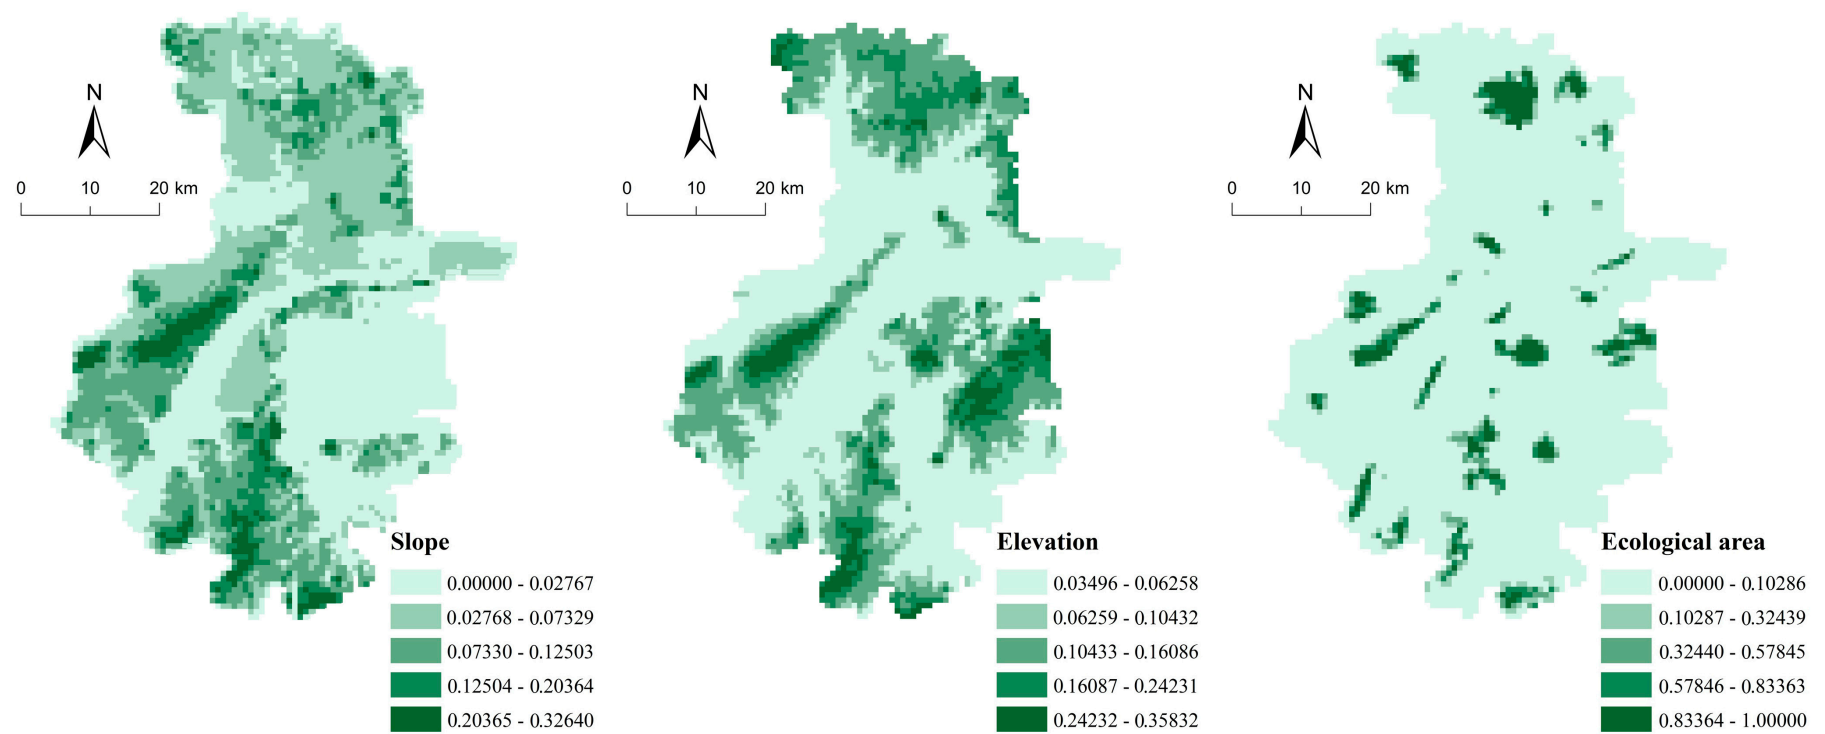 N
0 10 20 km
Slope
0.00000 - 0.02767
0.02768 - 0.07329
0.07330 - 0.12503
0.12504 - 0.20364
0.20365 - 0.32640
N
0 10 20 km
Elevation
0.03496 - 0.06258
0.06259 - 0.10432
0.10433 - 0.16086
0.16087 - 0.24231
0.24232 - 0.35832
N
0 10 20 km
Ecological area
0.00000 - 0.10286
0.10287 - 0.32439
0.32440 - 0.57845
0.57846 - 0.83363
0.83364 - 1.00000